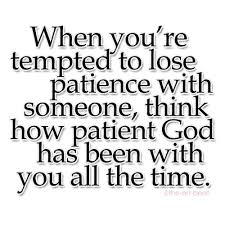 When you're
tempted to lose
patience with
someone, think
how patient God
has been with
you all the time.